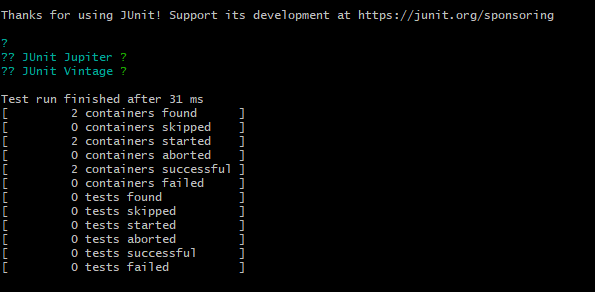 Thanks for using JUnit! Support its development at https://junit.org/sponsoring
?
?? JUnit Jupiter ?
?? JUnit Vintage ?
Test run finished after 31 ms
[         2 containers found      ]
[         0 containers skipped    ]
[         2 containers started    ]
[         0 containers aborted    ]
[         2 containers successful ]
[         0 containers failed     ]
[         0 tests found           ]
[         0 tests skipped         ]
[         0 tests started         ]
[         0 tests aborted         ]
[         0 tests successful      ]
[         0 tests failed          ]